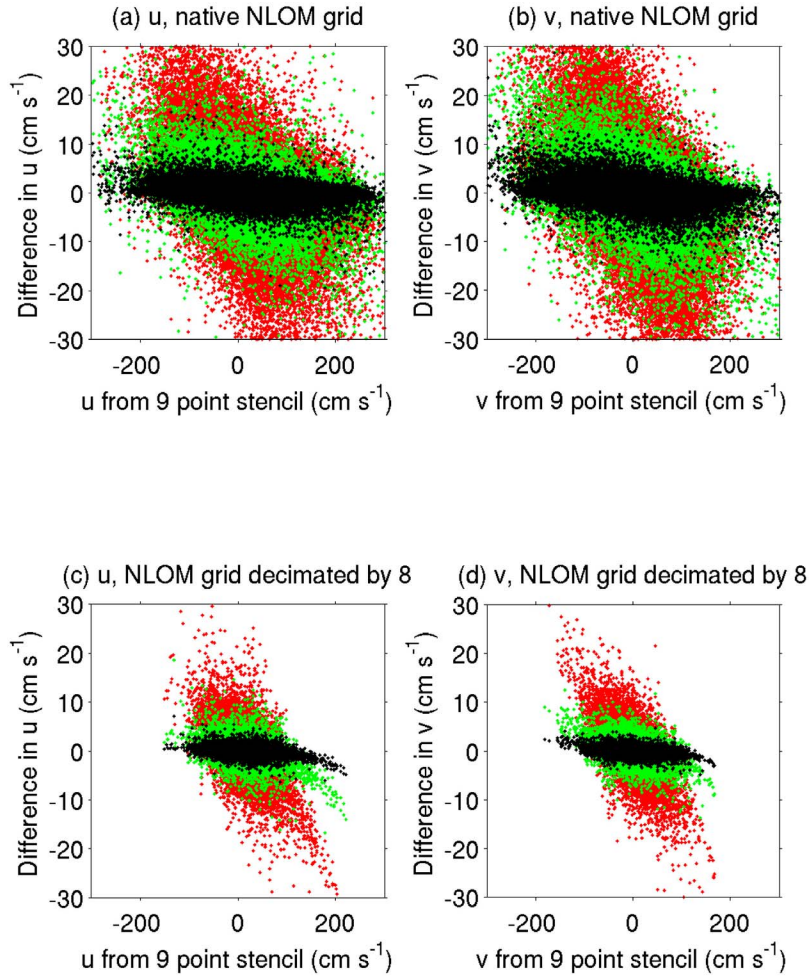 (a) u, native NLOM grid
30
20
10
0
-10
-20
-30
Difference in u (cm s⁻¹)
-200 0 200
u from 9 point stencil (cm s⁻¹)
(b) v, native NLOM grid
30
20
10
0
-10
-20
-30
Difference in v (cm s⁻¹)
-200 0 200
v from 9 point stencil (cm s⁻¹)
(c) u, NLOM grid decimated by 8
30
20
10
0
-10
-20
-30
Difference in u (cm s⁻¹)
-200 0 200
u from 9 point stencil (cm s⁻¹)
(d) v, NLOM grid decimated by 8
30
20
10
0
-10
-20
-30
Difference in v (cm s⁻¹)
-200 0 200
v from 9 point stencil (cm s⁻¹)